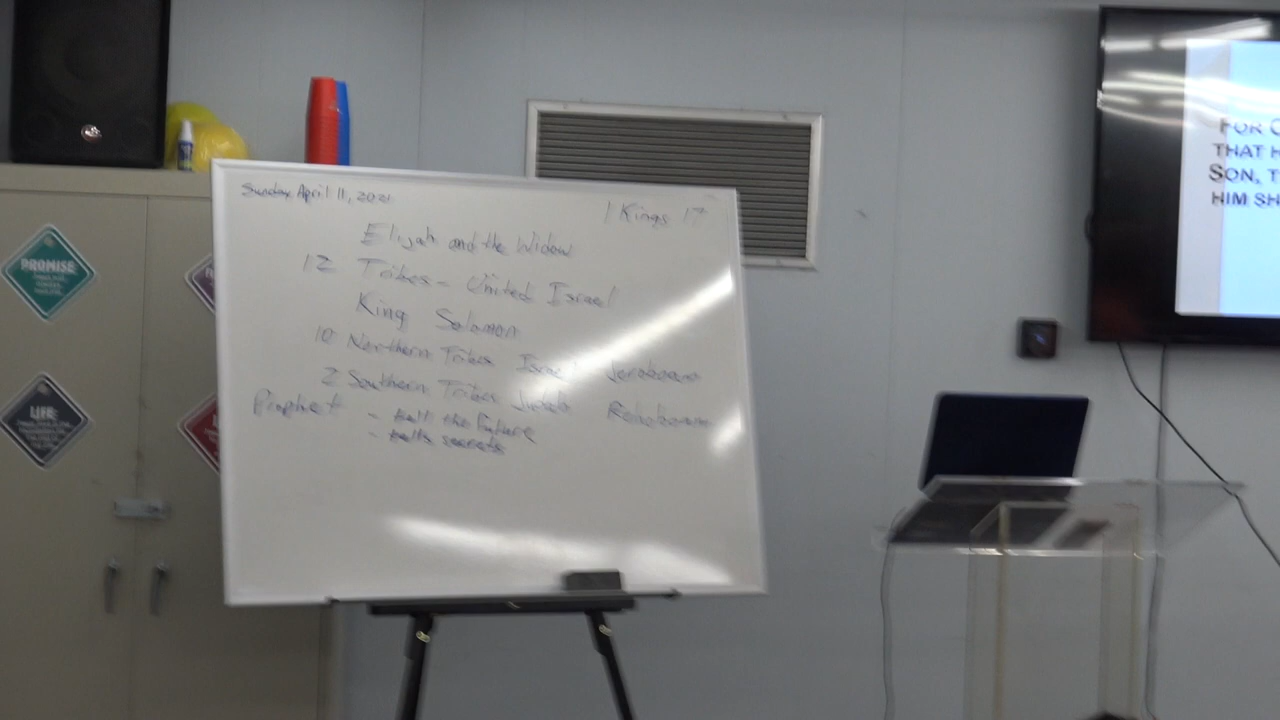 Sunday April 11, 2021
1 Kings 17
Elijah and the Widow
12 Tribes - United Israel
King Solomon
10 Northern Tribes Israel Jeroboam
2 Southern Tribes Judah Rehoboam
Prophet - tell the future
- tells secrets
PROMISE
LIFE
FOR
THAT H
SON, T
HIM SH